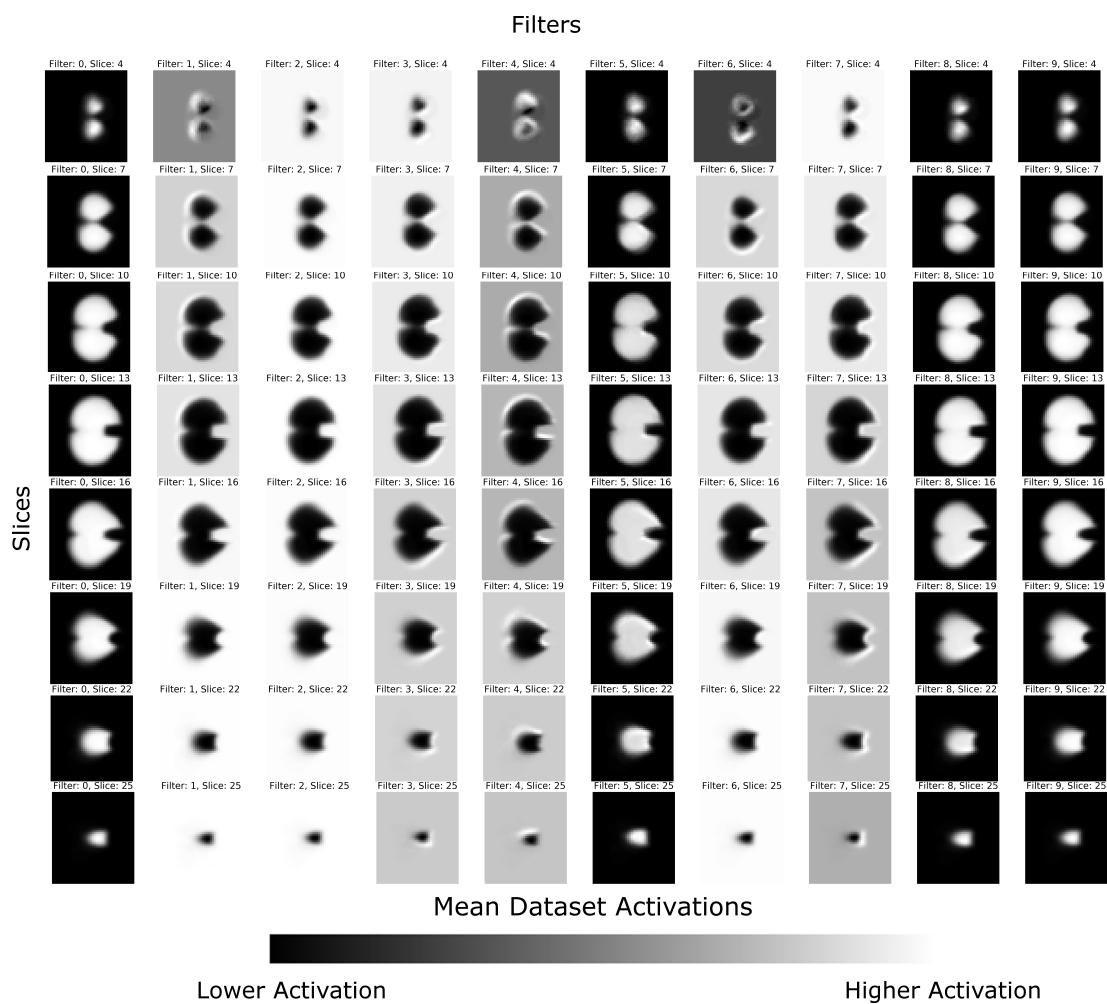 Filters
Filter: 0, Slice: 4 Filter: 1, Slice: 4 Filter: 2, Slice: 4 Filter: 3, Slice: 4 Filter: 4, Slice: 4 Filter: 5, Slice: 4 Filter: 6, Slice: 4 Filter: 7, Slice: 4 Filter: 8, Slice: 4 Filter: 9, Slice: 4
Filter: 0, Slice: 7 Filter: 1, Slice: 7 Filter: 2, Slice: 7 Filter: 3, Slice: 7 Filter: 4, Slice: 7 Filter: 5, Slice: 7 Filter: 6, Slice: 7 Filter: 7, Slice: 7 Filter: 8, Slice: 7 Filter: 9, Slice: 7
Filter: 0, Slice: 10 Filter: 1, Slice: 10 Filter: 2, Slice: 10 Filter: 3, Slice: 10 Filter: 4, Slice: 10 Filter: 5, Slice: 10 Filter: 6, Slice: 10 Filter: 7, Slice: 10 Filter: 8, Slice: 10 Filter: 9, Slice: 10
Filter: 0, Slice: 13 Filter: 1, Slice: 13 Filter: 2, Slice: 13 Filter: 3, Slice: 13 Filter: 4, Slice: 13 Filter: 5, Slice: 13 Filter: 6, Slice: 13 Filter: 7, Slice: 13 Filter: 8, Slice: 13 Filter: 9, Slice: 13
Filter: 0, Slice: 16 Filter: 1, Slice: 16 Filter: 2, Slice: 16 Filter: 3, Slice: 16 Filter: 4, Slice: 16 Filter: 5, Slice: 16 Filter: 6, Slice: 16 Filter: 7, Slice: 16 Filter: 8, Slice: 16 Filter: 9, Slice: 16
Slices
Filter: 0, Slice: 19 Filter: 1, Slice: 19 Filter: 2, Slice: 19 Filter: 3, Slice: 19 Filter: 4, Slice: 19 Filter: 5, Slice: 19 Filter: 6, Slice: 19 Filter: 7, Slice: 19 Filter: 8, Slice: 19 Filter: 9, Slice: 19
Filter: 0, Slice: 22 Filter: 1, Slice: 22 Filter: 2, Slice: 22 Filter: 3, Slice: 22 Filter: 4, Slice: 22 Filter: 5, Slice: 22 Filter: 6, Slice: 22 Filter: 7, Slice: 22 Filter: 8, Slice: 22 Filter: 9, Slice: 22
Filter: 0, Slice: 25 Filter: 1, Slice: 25 Filter: 2, Slice: 25 Filter: 3, Slice: 25 Filter: 4, Slice: 25 Filter: 5, Slice: 25 Filter: 6, Slice: 25 Filter: 7, Slice: 25 Filter: 8, Slice: 25 Filter: 9, Slice: 25
Mean Dataset Activations
Lower Activation Higher Activation